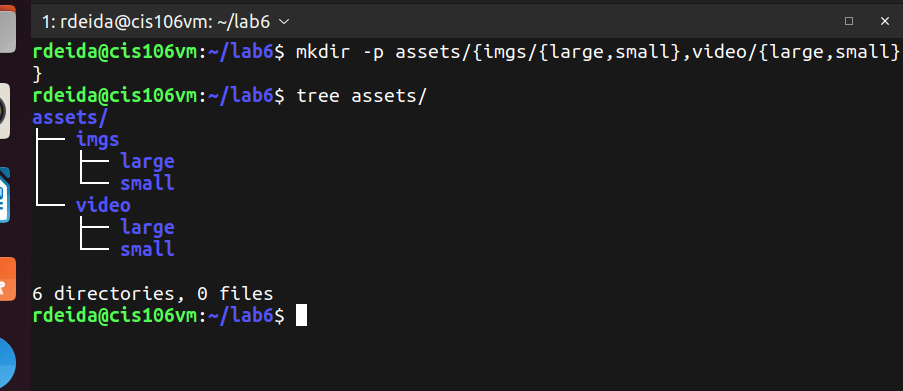 1: rdeida@cis106vm: ~/lab6
rdeida@cis106vm:~/lab6$ mkdir -p assets/{imgs/{large,small},video/{large,small}
}
rdeida@cis106vm:~/lab6$ tree assets/
assets/
├── imgs
│   ├── large
│   └── small
└── video
    ├── large
    └── small
6 directories, 0 files
rdeida@cis106vm:~/lab6$